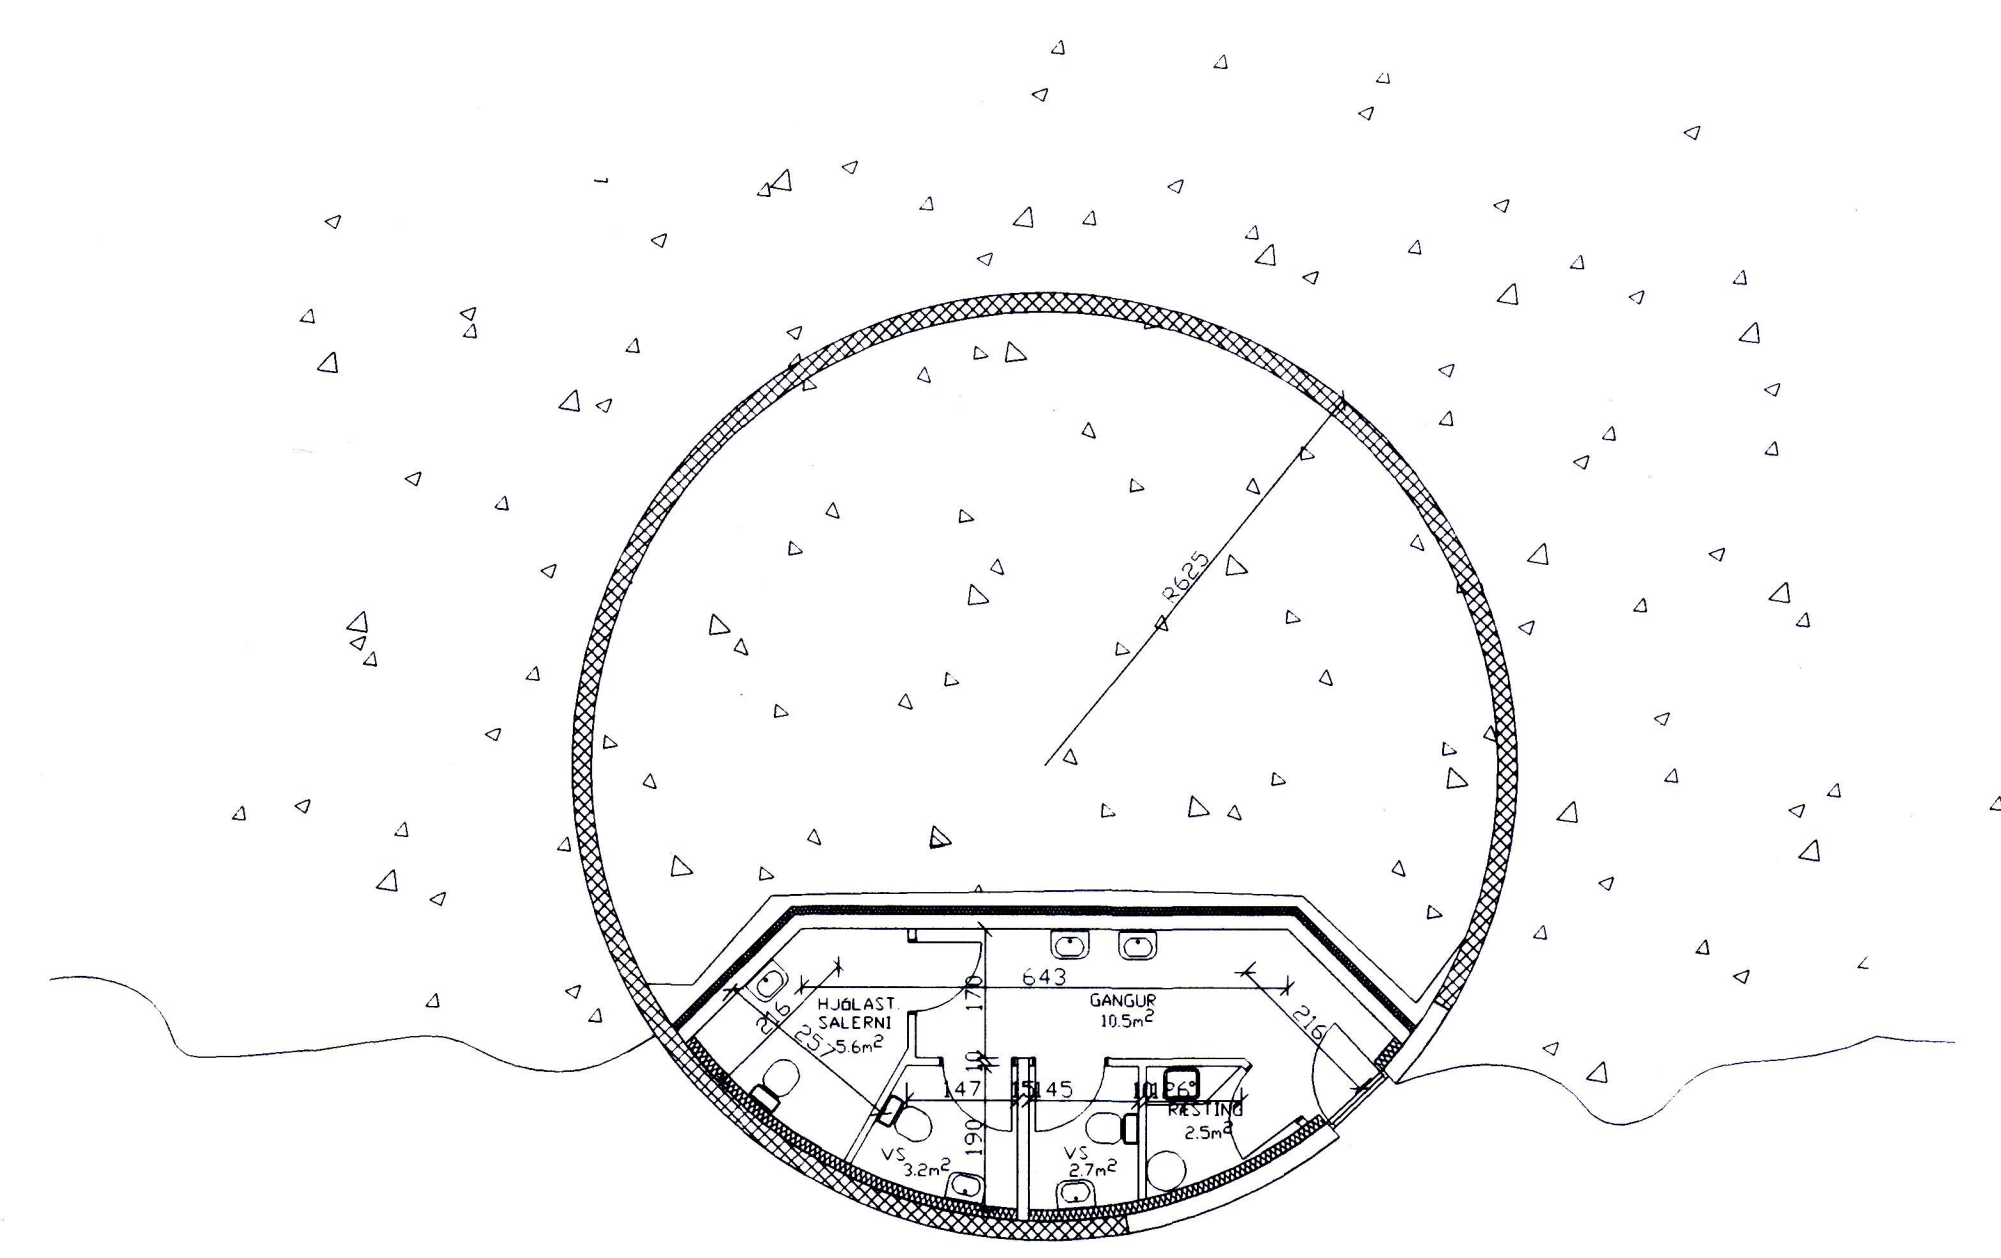 R625
643
170
HJÓLAST.
SALERNI
5.6m²
216
257
GANGUR
10.5m²
216
10
147
15
145
10
126
RÆSTING
2.5m²
190
VS
3.2m²
VS
2.7m²